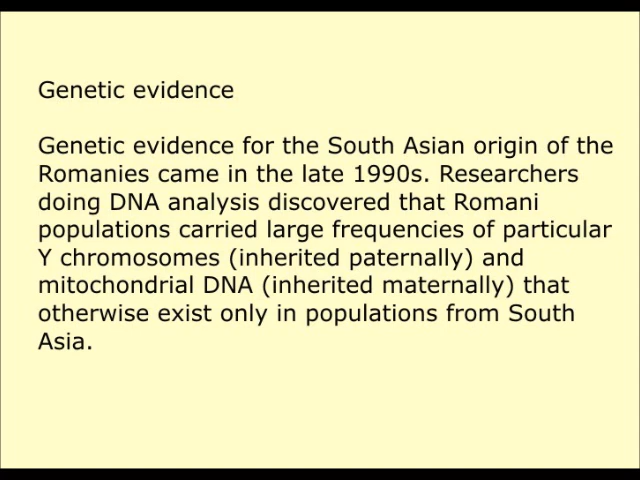 Genetic evidence
Genetic evidence for the South Asian origin of the
Romanies came in the late 1990s. Researchers
doing DNA analysis discovered that Romani
populations carried large frequencies of particular
Y chromosomes (inherited paternally) and
mitochondrial DNA (inherited maternally) that
otherwise exist only in populations from South
Asia.